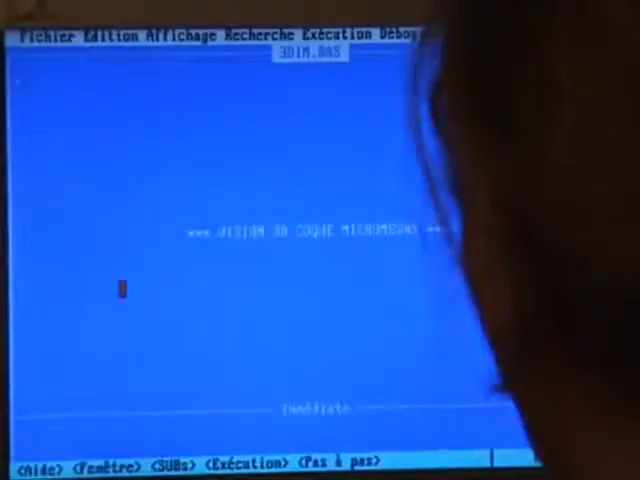 Fichier Edition Affichage Recherche Exécution Débog
3DIM.BAS
*** VISION 3D COQUE
Immédiate
<Aide> <Fenêtre> <SUBs> <Exécution> <Pas à pas>